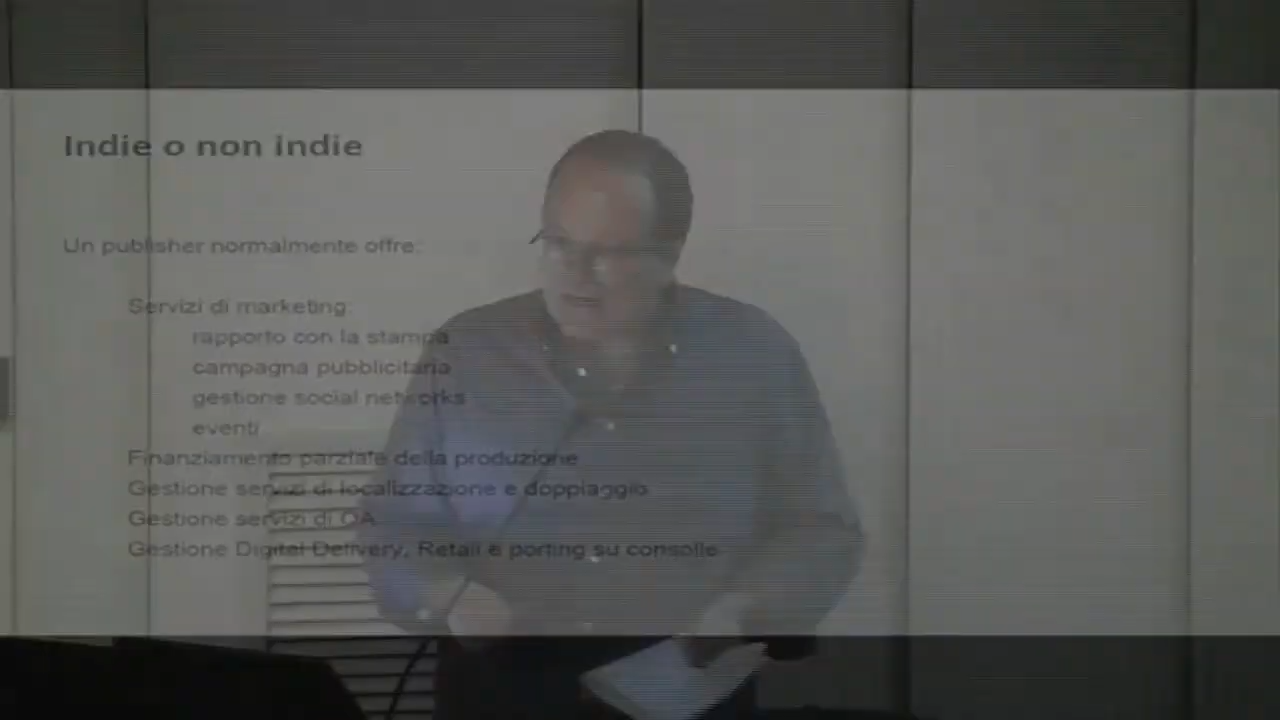 Indie o non indie
Un publisher normalmente offre:
Servizi di marketing:
rapporto con la stampa
campagna pubblicitaria
gestione social networks
eventi
Finanziamento parziale della produzione
Gestione servizi di localizzazione e doppiaggio
Gestione servizi di QA
Gestione Digital Delivery, Retail e porting su consolle